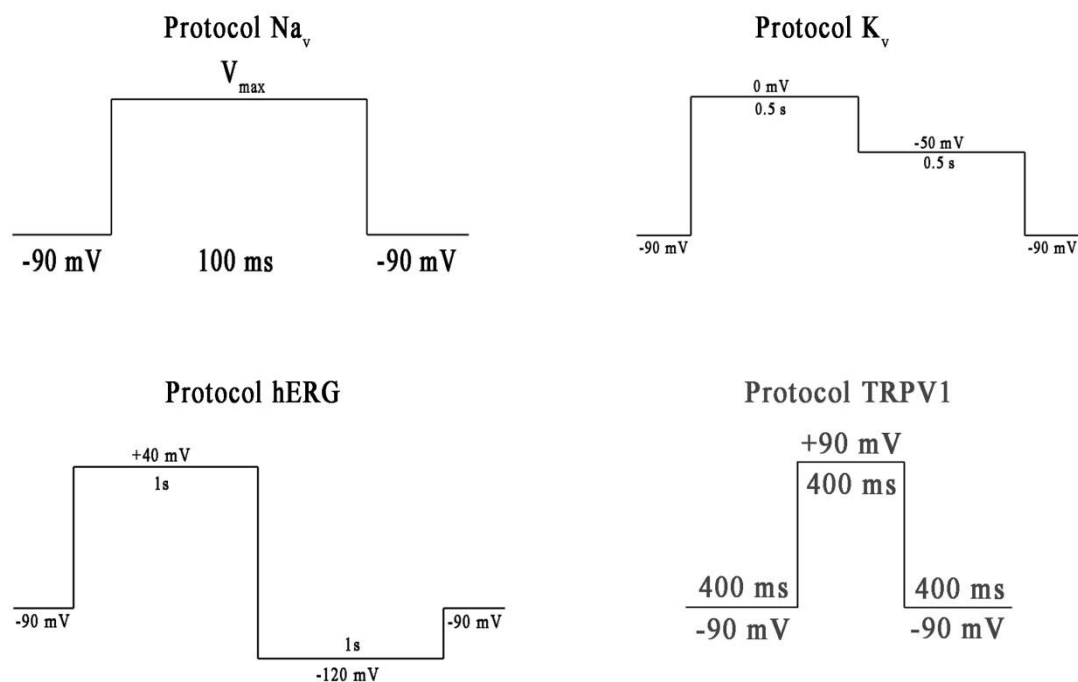 Protocol Naᵥ
Vₘₐₓ
-90 mV 100 ms -90 mV
Protocol Kᵥ
0 mV
0.5 s
-50 mV
0.5 s
-90 mV -90 mV
Protocol hERG
+40 mV
1s
-90 mV -90 mV
1s
-120 mV
Protocol TRPV1
+90 mV
400 ms
400 ms 400 ms
-90 mV -90 mV